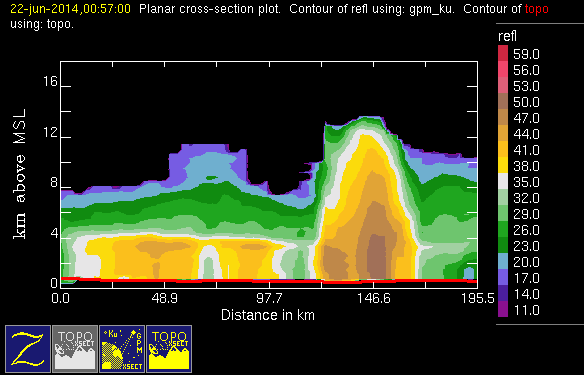 22-jun-2014,00:57:00 Planar cross-section plot. Contour of refl using: gpm_ku. Contour of topo
using: topo.
refl
59.0
56.0
53.0
50.0
47.0
44.0
41.0
38.0
35.0
32.0
29.0
26.0
23.0
20.0
17.0
14.0
11.0
km above MSL
16
12
8
4
0
0.0 48.9 97.7 146.6 195.5
Distance in km
Z
TOPO
XSECT
"Ku"
GPM
XSECT
TOPO
XSECT